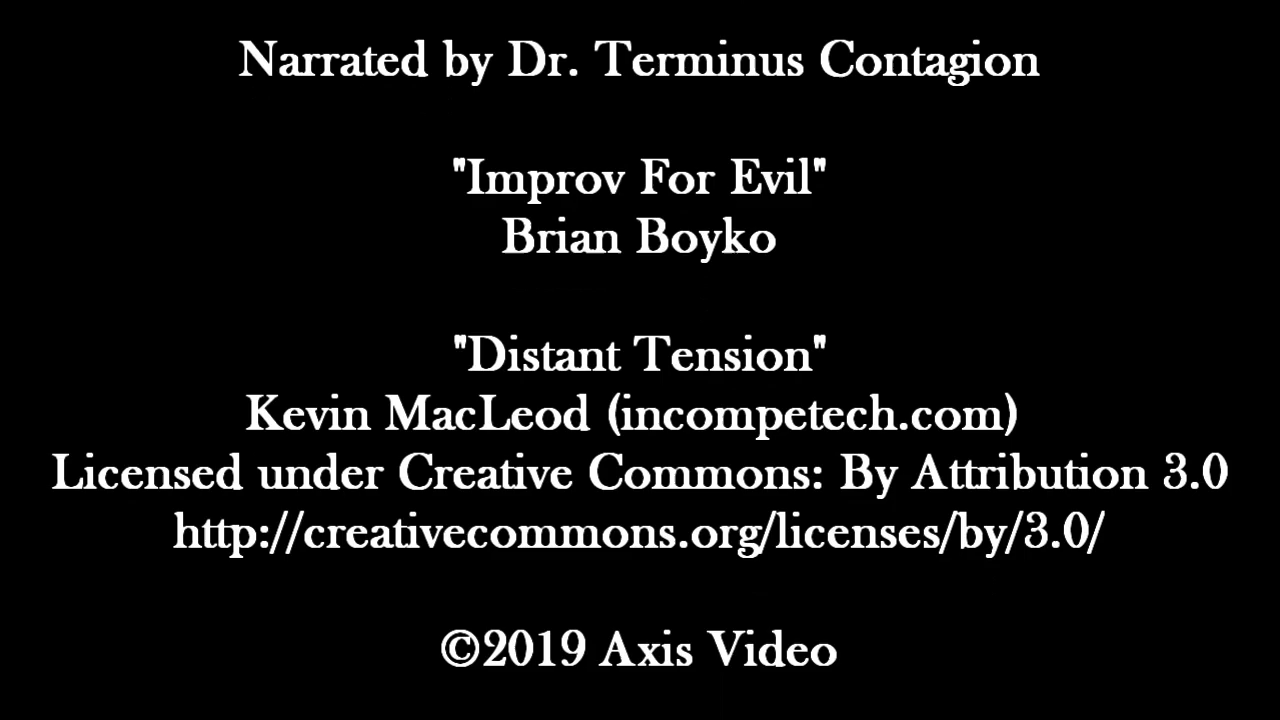 Narrated by Dr. Terminus Contagion
"Improv For Evil"
Brian Boyko
"Distant Tension"
Kevin MacLeod (incompetech.com)
Licensed under Creative Commons: By Attribution 3.0
http://creativecommons.org/licenses/by/3.0/
©2019 Axis Video